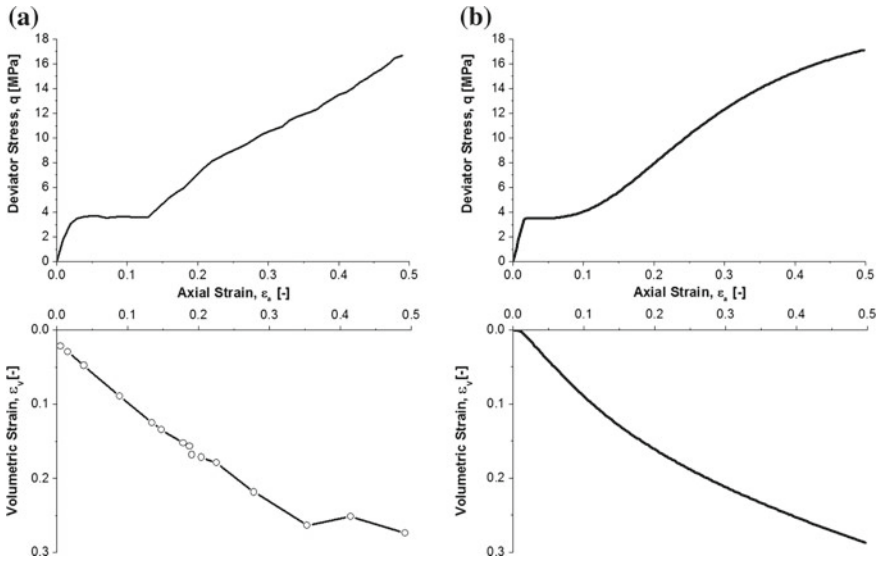 (a)
18
16
14
12
10
8
6
4
2
0
Deviator Stress, q [MPa]
0.0 0.1 0.2 0.3 0.4 0.5
Axial Strain, εₐ [-]
(b)
18
16
14
12
10
8
6
4
2
0
Deviator Stress, q [MPa]
0.0 0.1 0.2 0.3 0.4 0.5
Axial Strain, εₐ [-]
0 0.1 0.2 0.3 0.4 0.5
0.0
0.1
0.2
0.3
Volumetric Strain, εᵥ[-]
0.0 0.1 0.2 0.3 0.4 0.5
0.0
0.1
0.2
0.3
Volumetric Strain, εᵥ[-]